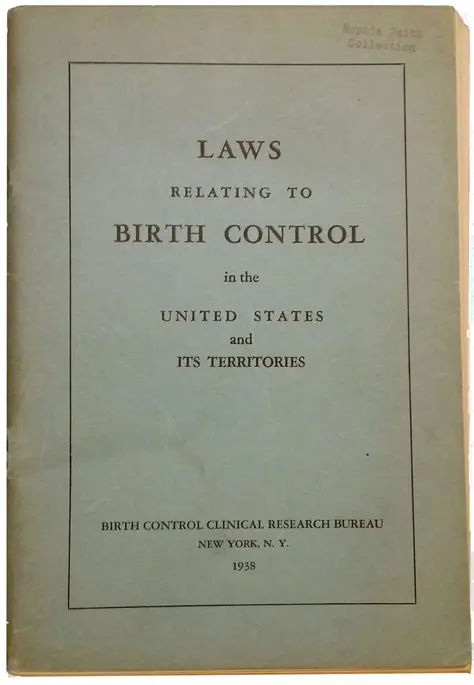 Sophia Smith
Collection
LAWS
RELATING TO
BIRTH CONTROL
in the
UNITED STATES
and
ITS TERRITORIES
BIRTH CONTROL CLINICAL RESEARCH BUREAU
NEW YORK, N. Y.
1938